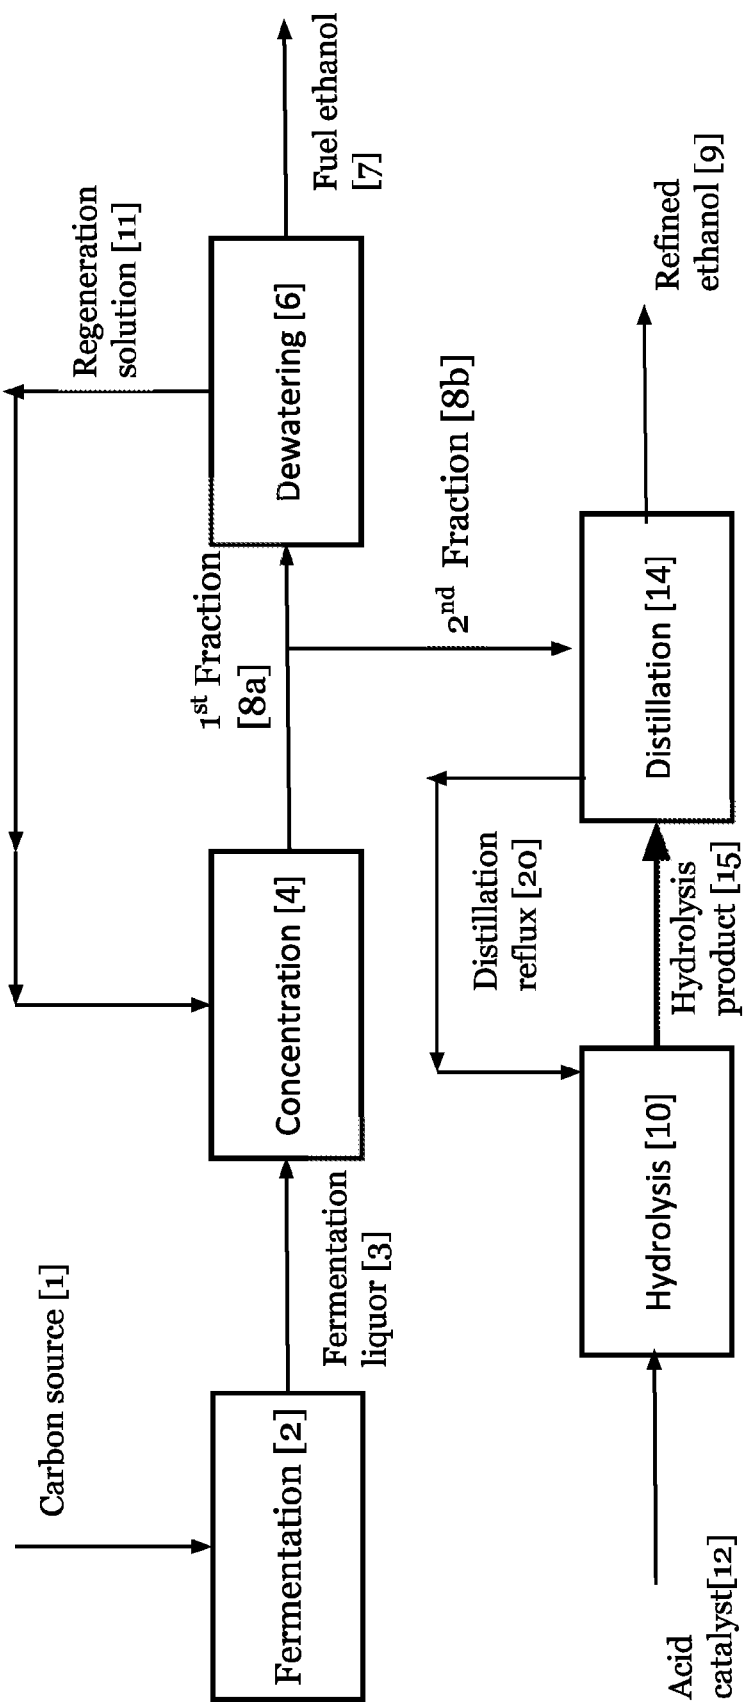 Carbon source [1]
Regeneration
solution [11]
Fermentation [2]
Fermentation
liquor [3]
Concentration [4]
1st Fraction
[8a]
Dewatering [6]
Fuel ethanol
[7]
2nd Fraction [8b]
Distillation
reflux [20]
Acid
catalyst[12]
Hydrolysis [10]
Hydrolysis
product [15]
Distillation [14]
Refined
ethanol [9]